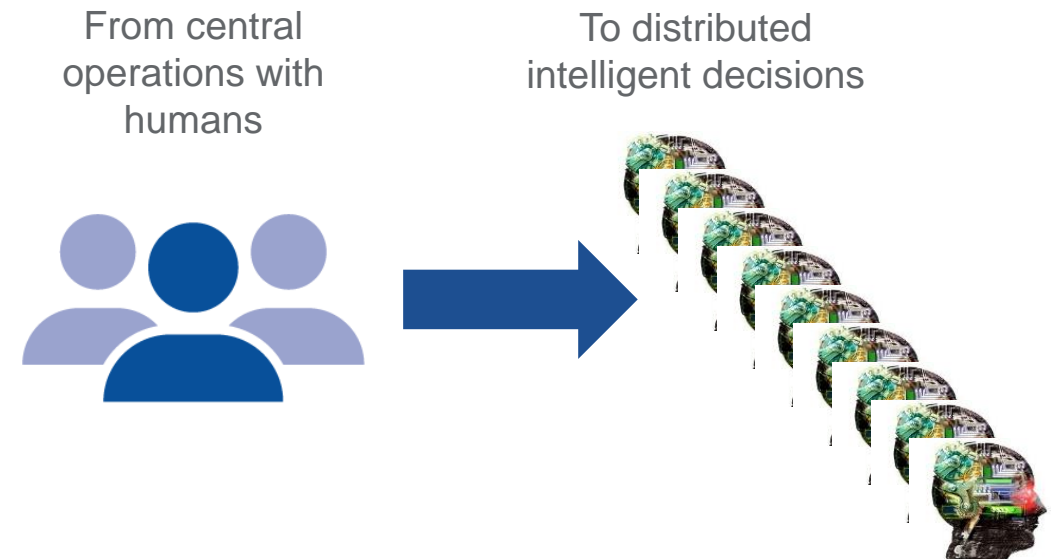 From central
operations with
humans
To distributed
intelligent decisions